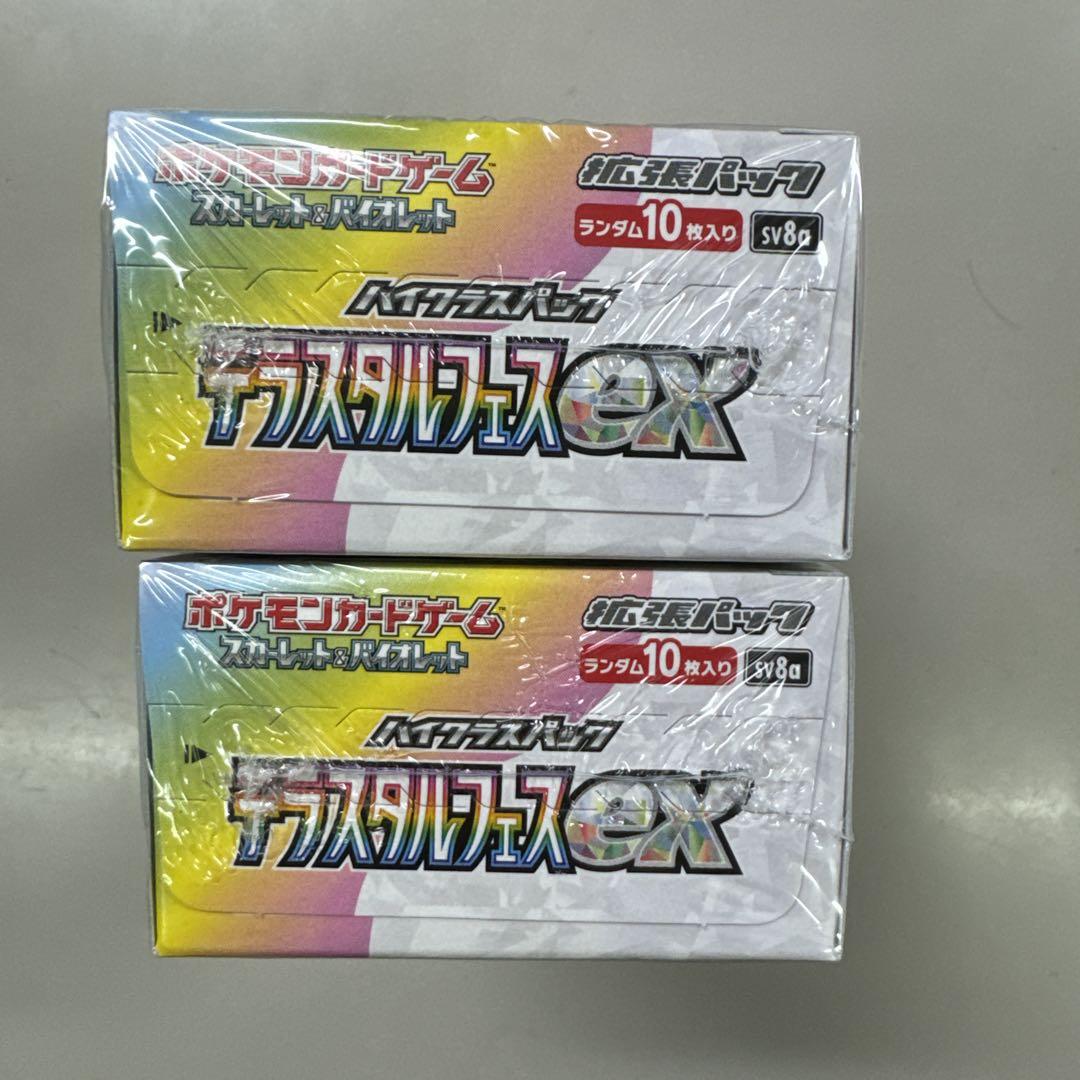 ポケモンカードゲーム™
スカーレット&バイオレット
拡張パック
ランダム10枚入り
SV8a
ハイクラスパック
テラスタルフェスex
ポケモンカードゲーム™
スカーレット&バイオレット
拡張パック
ランダム10枚入り
SV8a
ハイクラスパック
テラスタルフェスex